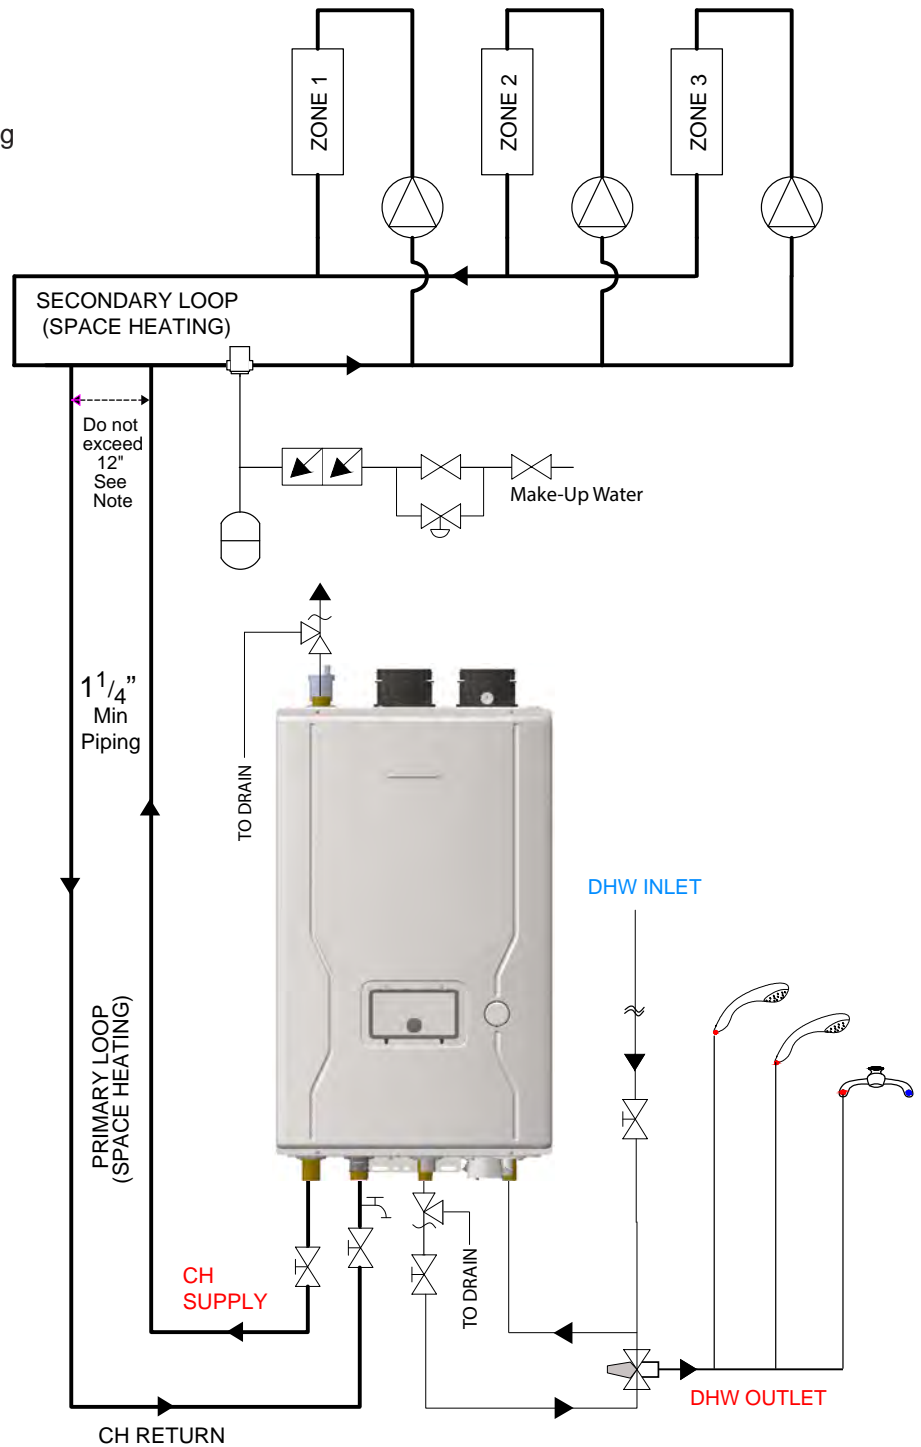 g
ZONE 1
ZONE 2
ZONE 3
SECONDARY LOOP
(SPACE HEATING)
Do not
exceed
12"
See
Note
Make-Up Water
1 1/4”
Min
Piping
TO DRAIN
DHW INLET
PRIMARY LOOP
(SPACE HEATING)
CH
SUPPLY
TO DRAIN
DHW OUTLET
CH RETURN